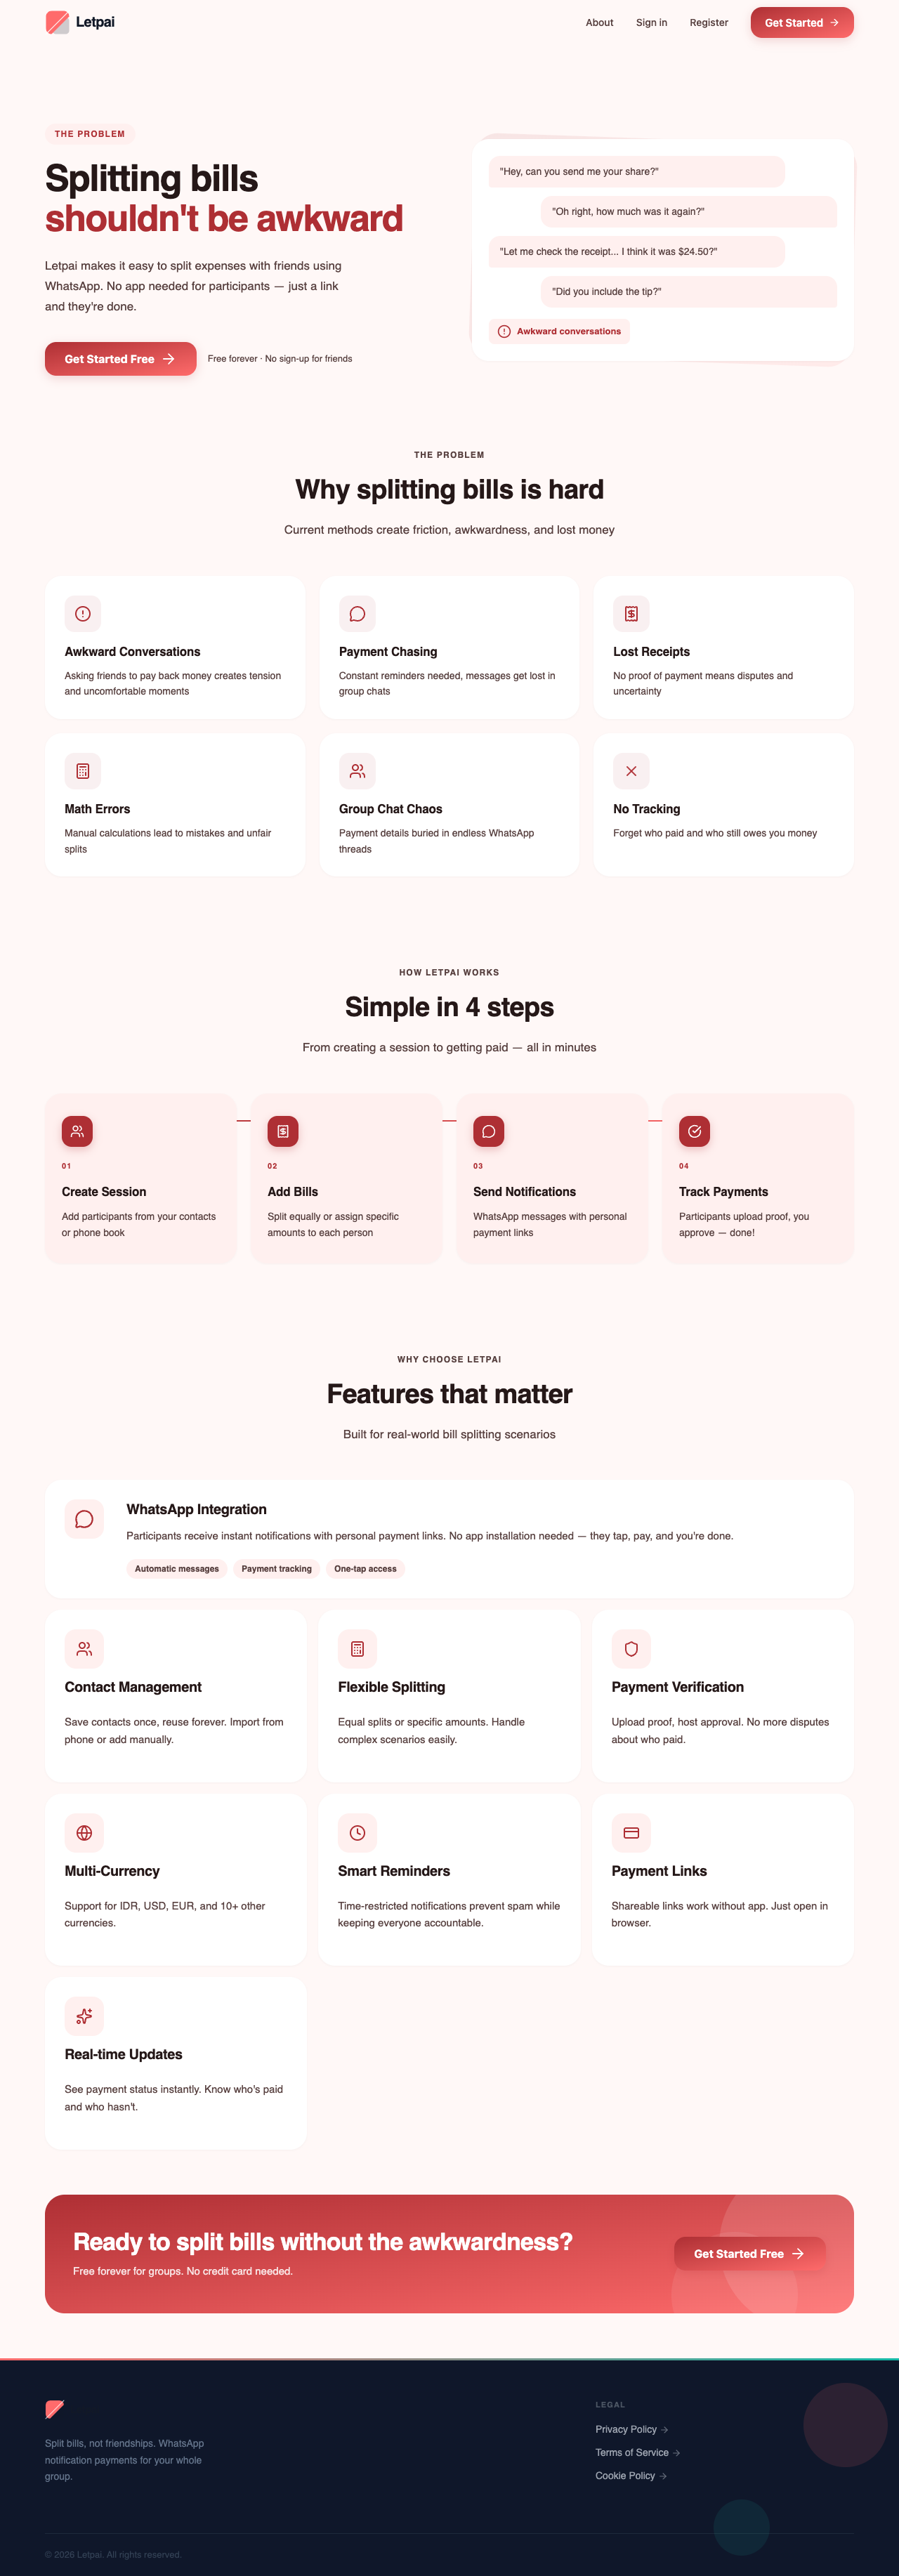 Letpai
About
Sign in
Register
Get Started
THE PROBLEM
Splitting bills
shouldn't be awkward
Letpai makes it easy to split expenses with friends using
WhatsApp. No app needed for participants — just a link
and they're done.
Get Started Free
Free forever · No sign-up for friends
"Hey, can you send me your share?"
"Oh right, how much was it again?"
"Let me check the receipt... I think it was $24.50?"
"Did you include the tip?"
Awkward conversations
THE PROBLEM
Why splitting bills is hard
Current methods create friction, awkwardness, and lost money
Awkward Conversations
Asking friends to pay back money creates tension
and uncomfortable moments
Payment Chasing
Constant reminders needed, messages get lost in
group chats
Lost Receipts
No proof of payment means disputes and
uncertainty
Math Errors
Manual calculations lead to mistakes and unfair
splits
Group Chat Chaos
Payment details buried in endless WhatsApp
threads
No Tracking
Forget who paid and who still owes you money
HOW LETPAI WORKS
Simple in 4 steps
From creating a session to getting paid — all in minutes
01
Create Session
Add participants from your contacts
or phone book
02
Add Bills
Split equally or assign specific
amounts to each person
03
Send Notifications
WhatsApp messages with personal
payment links
04
Track Payments
Participants upload proof, you
approve — done!
WHY CHOOSE LETPAI
Features that matter
Built for real-world bill splitting scenarios
WhatsApp Integration
Participants receive instant notifications with personal payment links. No app installation needed — they tap, pay, and you're done.
Automatic messages
Payment tracking
One-tap access
Contact Management
Save contacts once, reuse forever. Import from
phone or add manually.
Flexible Splitting
Equal splits or specific amounts. Handle
complex scenarios easily.
Payment Verification
Upload proof, host approval. No more disputes
about who paid.
Multi-Currency
Support for IDR, USD, EUR, and 10+ other
currencies.
Smart Reminders
Time-restricted notifications prevent spam while
keeping everyone accountable.
Payment Links
Shareable links work without app. Just open in
browser.
Real-time Updates
See payment status instantly. Know who's paid
and who hasn't.
Ready to split bills without the awkwardness?
Free forever for groups. No credit card needed.
Get Started Free
Split bills, not friendships. WhatsApp
notification payments for your whole
group.
LEGAL
Privacy Policy
Terms of Service
Cookie Policy
© 2026 Letpai. All rights reserved.